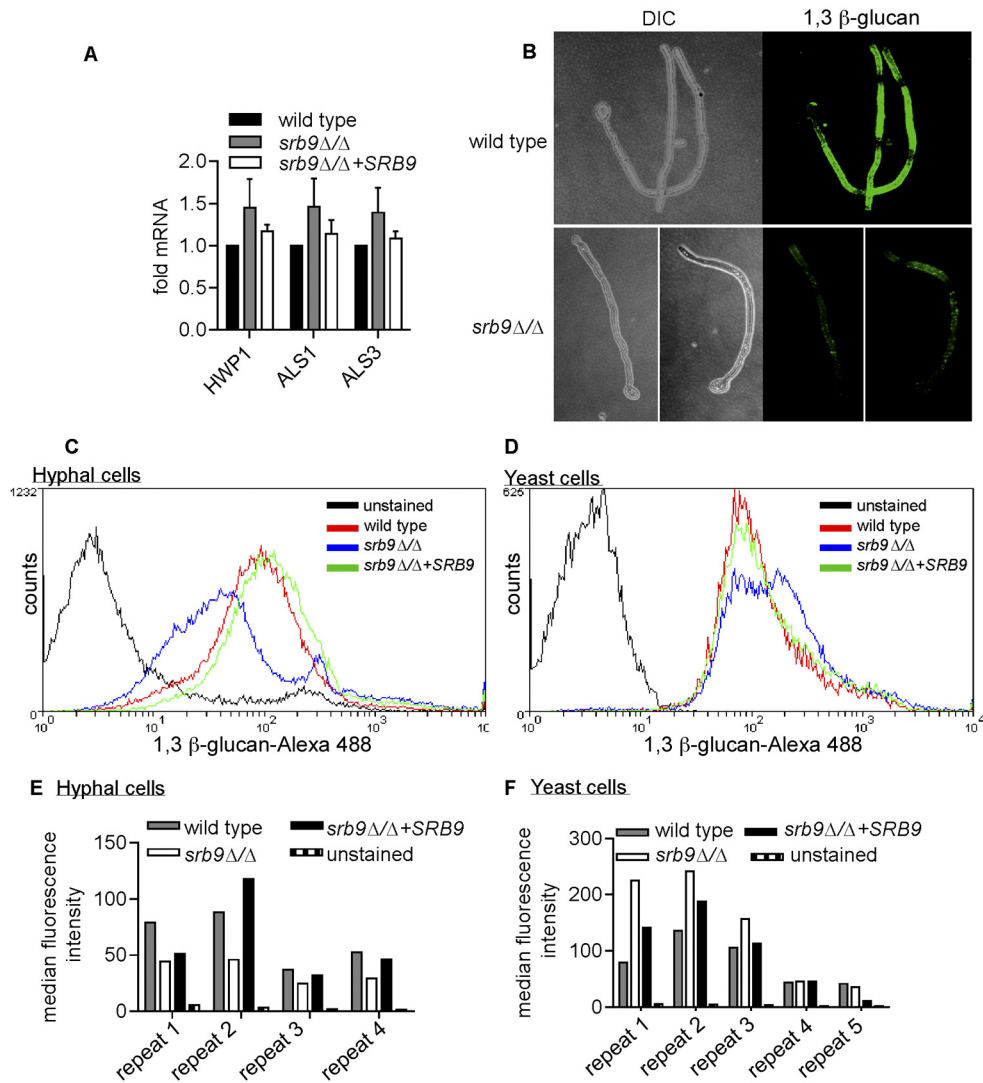 A
wild type
srb9Δ/Δ
srb9Δ/Δ+SRB9
fold mRNA
2.0
1.5
1.0
0.5
0.0
HWP1
ALS1
ALS3
B
DIC
1,3 β-glucan
wild type
srb9Δ/Δ
C
Hyphal cells
1232
counts
0
unstained
wild type
srb9Δ/Δ
srb9Δ/Δ+SRB9
10⁰
10¹
10²
10³
10
1,3 β-glucan-Alexa 488
D
Yeast cells
625
counts
0
unstained
wild type
srb9Δ/Δ
srb9Δ/Δ+SRB9
10⁰
10¹
10²
10³
10⁴
1,3 β-glucan-Alexa 488
E Hyphal cells
wild type
srb9Δ/Δ+SRB9
srb9Δ/Δ
unstained
median fluorescence
intensity
150
100
50
0
repeat 1
repeat 2
repeat 3
repeat 4
F Yeast cells
wild type
srb9Δ/Δ+SRB9
srb9Δ/Δ
unstained
median fluorescence
intensity
300
200
100
0
repeat 1
repeat 2
repeat 3
repeat 4
repeat 5